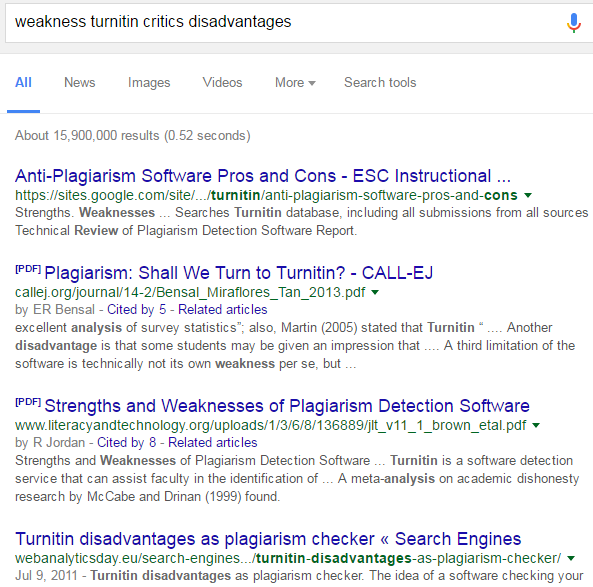 weakness turnitin critics disadvantages
All News Images Videos More Search tools
About 15,900,000 results (0.52 seconds)
Anti-Plagiarism Software Pros and Cons - ESC Instructional ...
https://sites.google.com/site/.../turnitin/anti-plagiarism-software-pros-and-cons
Strengths. Weaknesses ... Searches Turnitin database, including all submissions from all sources
Technical Review of Plagiarism Detection Software Report.
[PDF] Plagiarism: Shall We Turn to Turnitin? - CALL-EJ
callej.org/journal/14-2/Bensal_Miraflores_Tan_2013.pdf
by ER Bensal - Cited by 5 - Related articles
excellent analysis of survey statistics”; also, Martin (2005) stated that Turnitin “ .... Another
disadvantage is that some students may be given an impression that .... A third limitation of the
software is technically not its own weakness per se, but ...
[PDF] Strengths and Weaknesses of Plagiarism Detection Software
www.literacyandtechnology.org/uploads/1/3/6/8/136889/jlt_v11_1_brown_etal.pdf
by R Jordan - Cited by 8 - Related articles
Strengths and Weaknesses of Plagiarism Detection Software ... Turnitin is a software detection
service that can assist faculty in the identification of ... A meta-analysis on academic dishonesty
research by McCabe and Drinan (1999) found.
Turnitin disadvantages as plagiarism checker « Search Engines
webanalyticsday.eu/search-engines.../turnitin-disadvantages-as-plagiarism-checker/
Jul 9, 2011 - Turnitin disadvantages as plagiarism checker. The idea of a software checking your